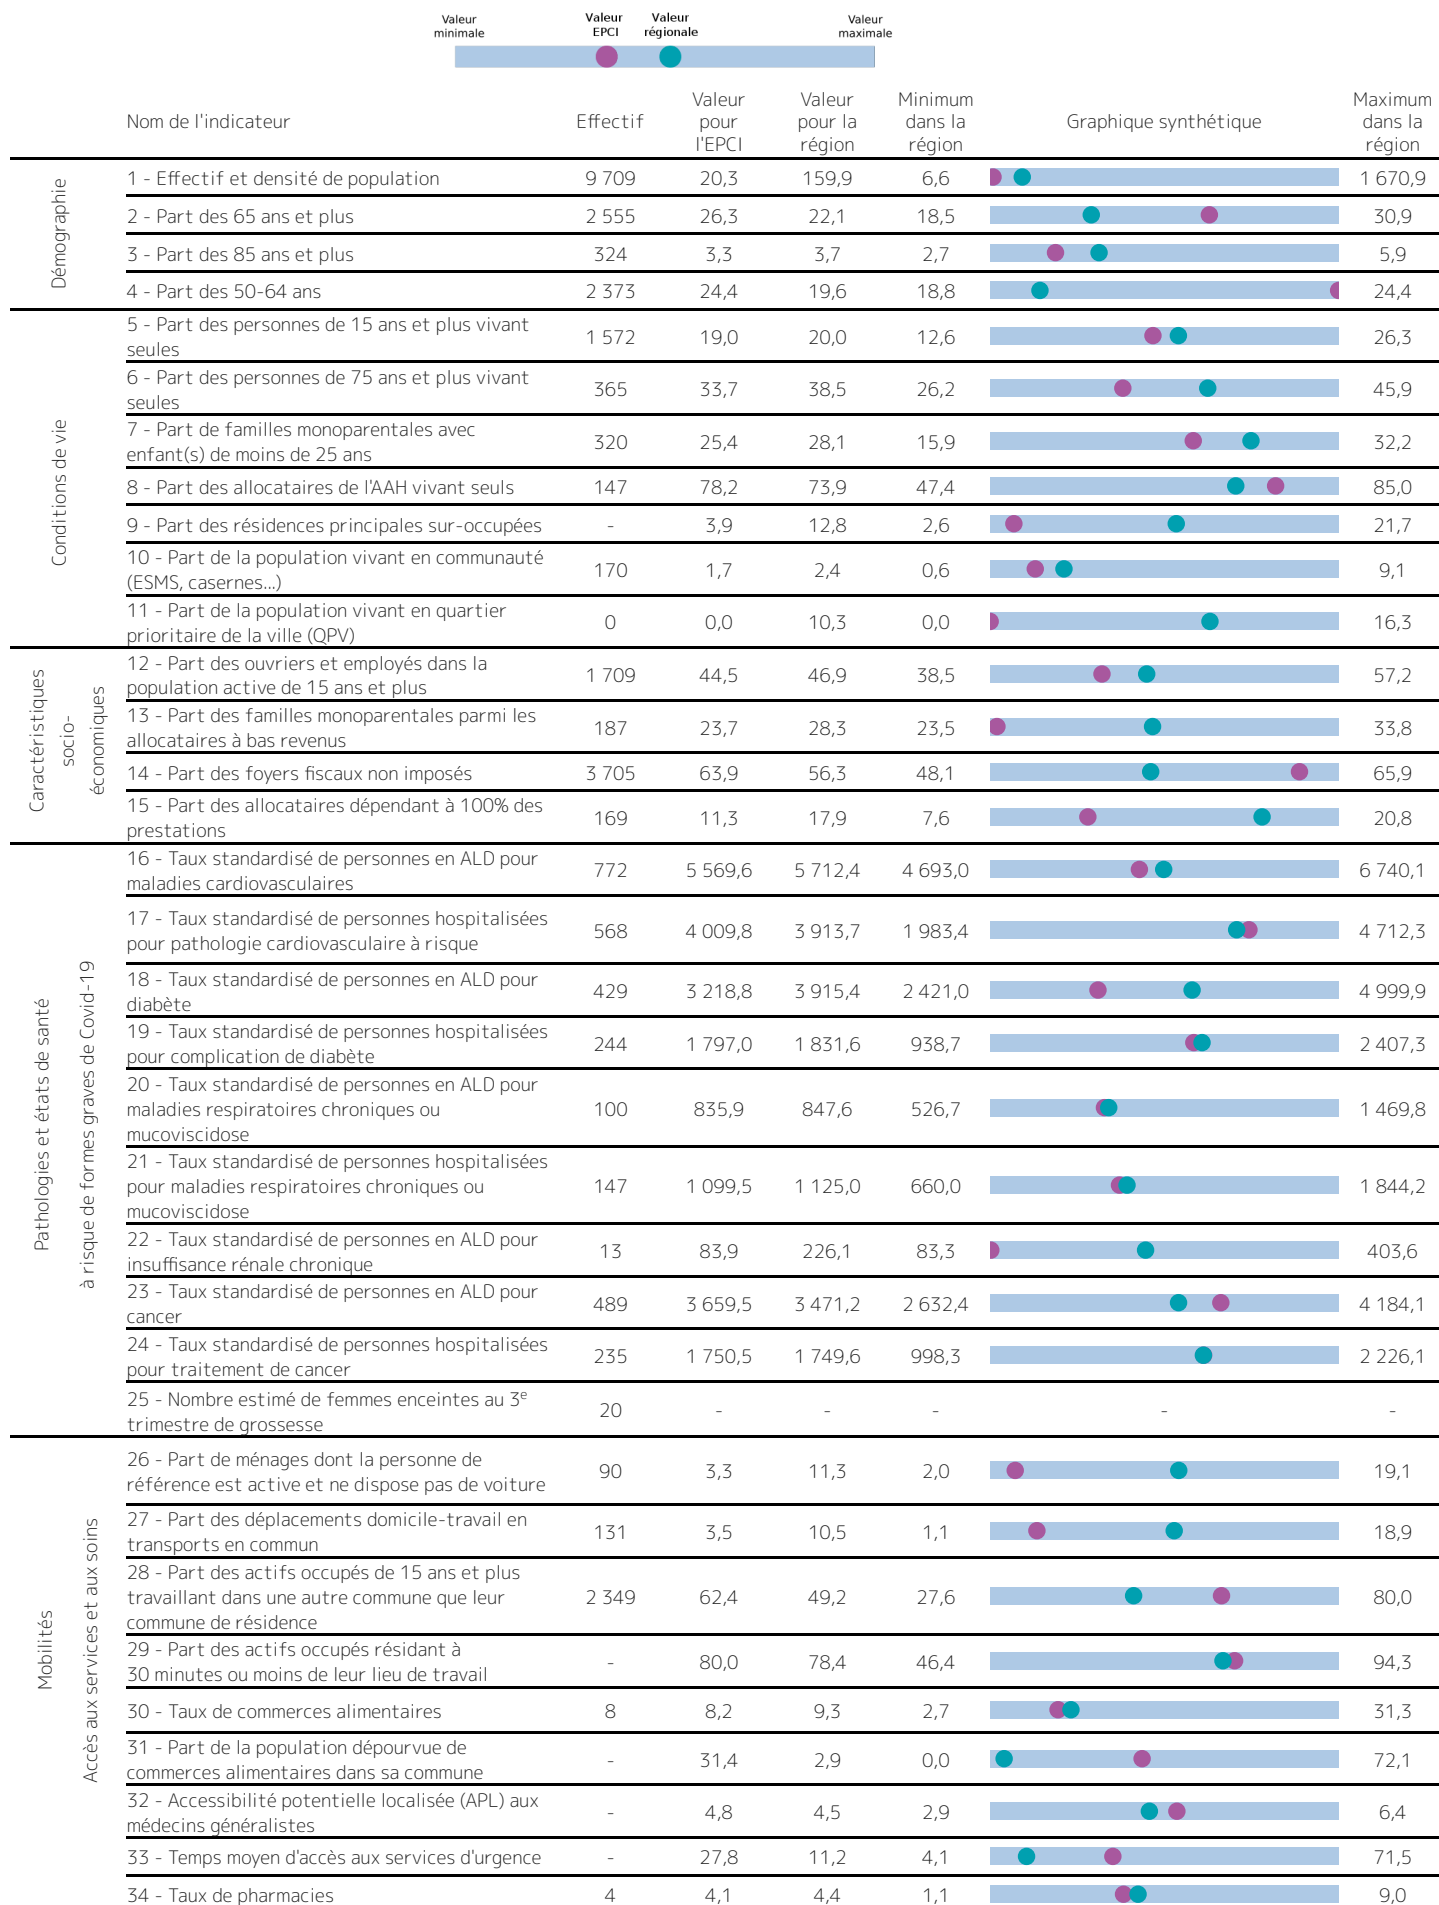 Valeur minimale
Valeur EPCI
Valeur régionale
Valeur maximale
Nom de l'indicateur Effectif Valeur pour l'EPCI Valeur pour la région Minimum dans la région Graphique synthétique Maximum dans la région
Démographie
1 - Effectif et densité de population 9 709 20,3 159,9 6,6 1 670,9
2 - Part des 65 ans et plus 2 555 26,3 22,1 18,5 30,9
3 - Part des 85 ans et plus 324 3,3 3,7 2,7 5,9
4 - Part des 50-64 ans 2 373 24,4 19,6 18,8 24,4
Conditions de vie
5 - Part des personnes de 15 ans et plus vivant
seules 1 572 19,0 20,0 12,6 26,3
6 - Part des personnes de 75 ans et plus vivant
seules 365 33,7 38,5 26,2 45,9
7 - Part de familles monoparentales avec
enfant(s) de moins de 25 ans 320 25,4 28,1 15,9 32,2
8 - Part des allocataires de l'AAH vivant seuls 147 78,2 73,9 47,4 85,0
9 - Part des résidences principales sur-occupées - 3,9 12,8 2,6 21,7
10 - Part de la population vivant en communauté
(ESMS, casernes...) 170 1,7 2,4 0,6 9,1
11 - Part de la population vivant en quartier
prioritaire de la ville (QPV) 0 0,0 10,3 0,0 16,3
Caractéristiques
socio-
économiques
12 - Part des ouvriers et employés dans la
population active de 15 ans et plus 1 709 44,5 46,9 38,5 57,2
13 - Part des familles monoparentales parmi les
allocataires à bas revenus 187 23,7 28,3 23,5 33,8
14 - Part des foyers fiscaux non imposés 3 705 63,9 56,3 48,1 65,9
15 - Part des allocataires dépendant à 100% des
prestations 169 11,3 17,9 7,6 20,8
Pathologies et états de santé
à risque de formes graves de Covid-19
16 - Taux standardisé de personnes en ALD pour
maladies cardiovasculaires 772 5 569,6 5 712,4 4 693,0 6 740,1
17 - Taux standardisé de personnes hospitalisées
pour pathologie cardiovasculaire à risque 568 4 009,8 3 913,7 1 983,4 4 712,3
18 - Taux standardisé de personnes en ALD pour
diabète 429 3 218,8 3 915,4 2 421,0 4 999,9
19 - Taux standardisé de personnes hospitalisées
pour complication de diabète 244 1 797,0 1 831,6 938,7 2 407,3
20 - Taux standardisé de personnes en ALD pour
maladies respiratoires chroniques ou
mucoviscidose 100 835,9 847,6 526,7 1 469,8
21 - Taux standardisé de personnes hospitalisées
pour maladies respiratoires chroniques ou
mucoviscidose 147 1 099,5 1 125,0 660,0 1 844,2
22 - Taux standardisé de personnes en ALD pour
insuffisance rénale chronique 13 83,9 226,1 83,3 403,6
23 - Taux standardisé de personnes en ALD pour
cancer 489 3 659,5 3 471,2 2 632,4 4 184,1
24 - Taux standardisé de personnes hospitalisées
pour traitement de cancer 235 1 750,5 1 749,6 998,3 2 226,1
25 - Nombre estimé de femmes enceintes au 3e
trimestre de grossesse 20 - - - - -
Mobilités
Accès aux services et aux soins
26 - Part de ménages dont la personne de
référence est active et ne dispose pas de voiture 90 3,3 11,3 2,0 19,1
27 - Part des déplacements domicile-travail en
transports en commun 131 3,5 10,5 1,1 18,9
28 - Part des actifs occupés de 15 ans et plus
travaillant dans une autre commune que leur
commune de résidence 2 349 62,4 49,2 27,6 80,0
29 - Part des actifs occupés résidant à
30 minutes ou moins de leur lieu de travail - 80,0 78,4 46,4 94,3
30 - Taux de commerces alimentaires 8 8,2 9,3 2,7 31,3
31 - Part de la population dépourvue de
commerces alimentaires dans sa commune - 31,4 2,9 0,0 72,1
32 - Accessibilité potentielle localisée (APL) aux
médecins généralistes - 4,8 4,5 2,9 6,4
33 - Temps moyen d'accès aux services d'urgence - 27,8 11,2 4,1 71,5
34 - Taux de pharmacies 4 4,1 4,4 1,1 9,0